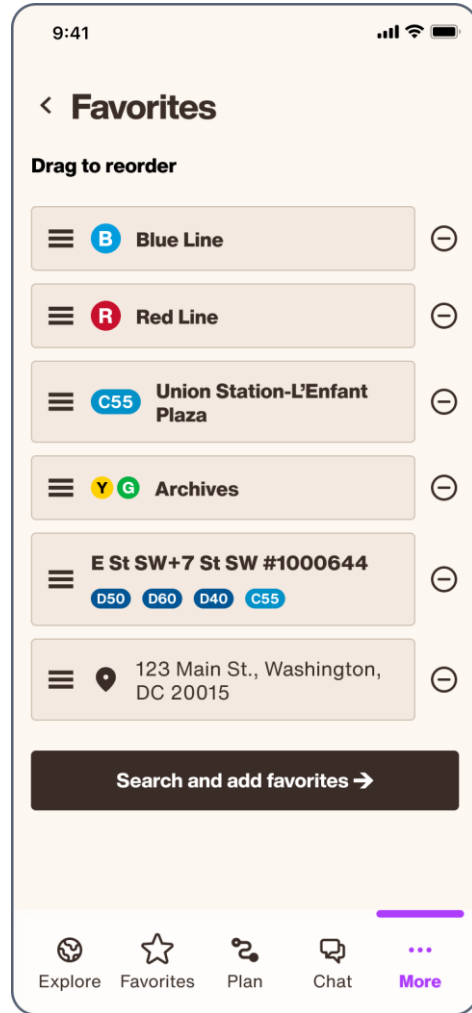 9:41
Favorites
Drag to reorder
B Blue Line
R Red Line
C55 Union Station-L’Enfant
Plaza
Y G Archives
E St SW+7 St SW #1000644
D50 D60 D40 C55
123 Main St., Washington,
DC 20015
Search and add favorites →
Explore Favorites Plan Chat More